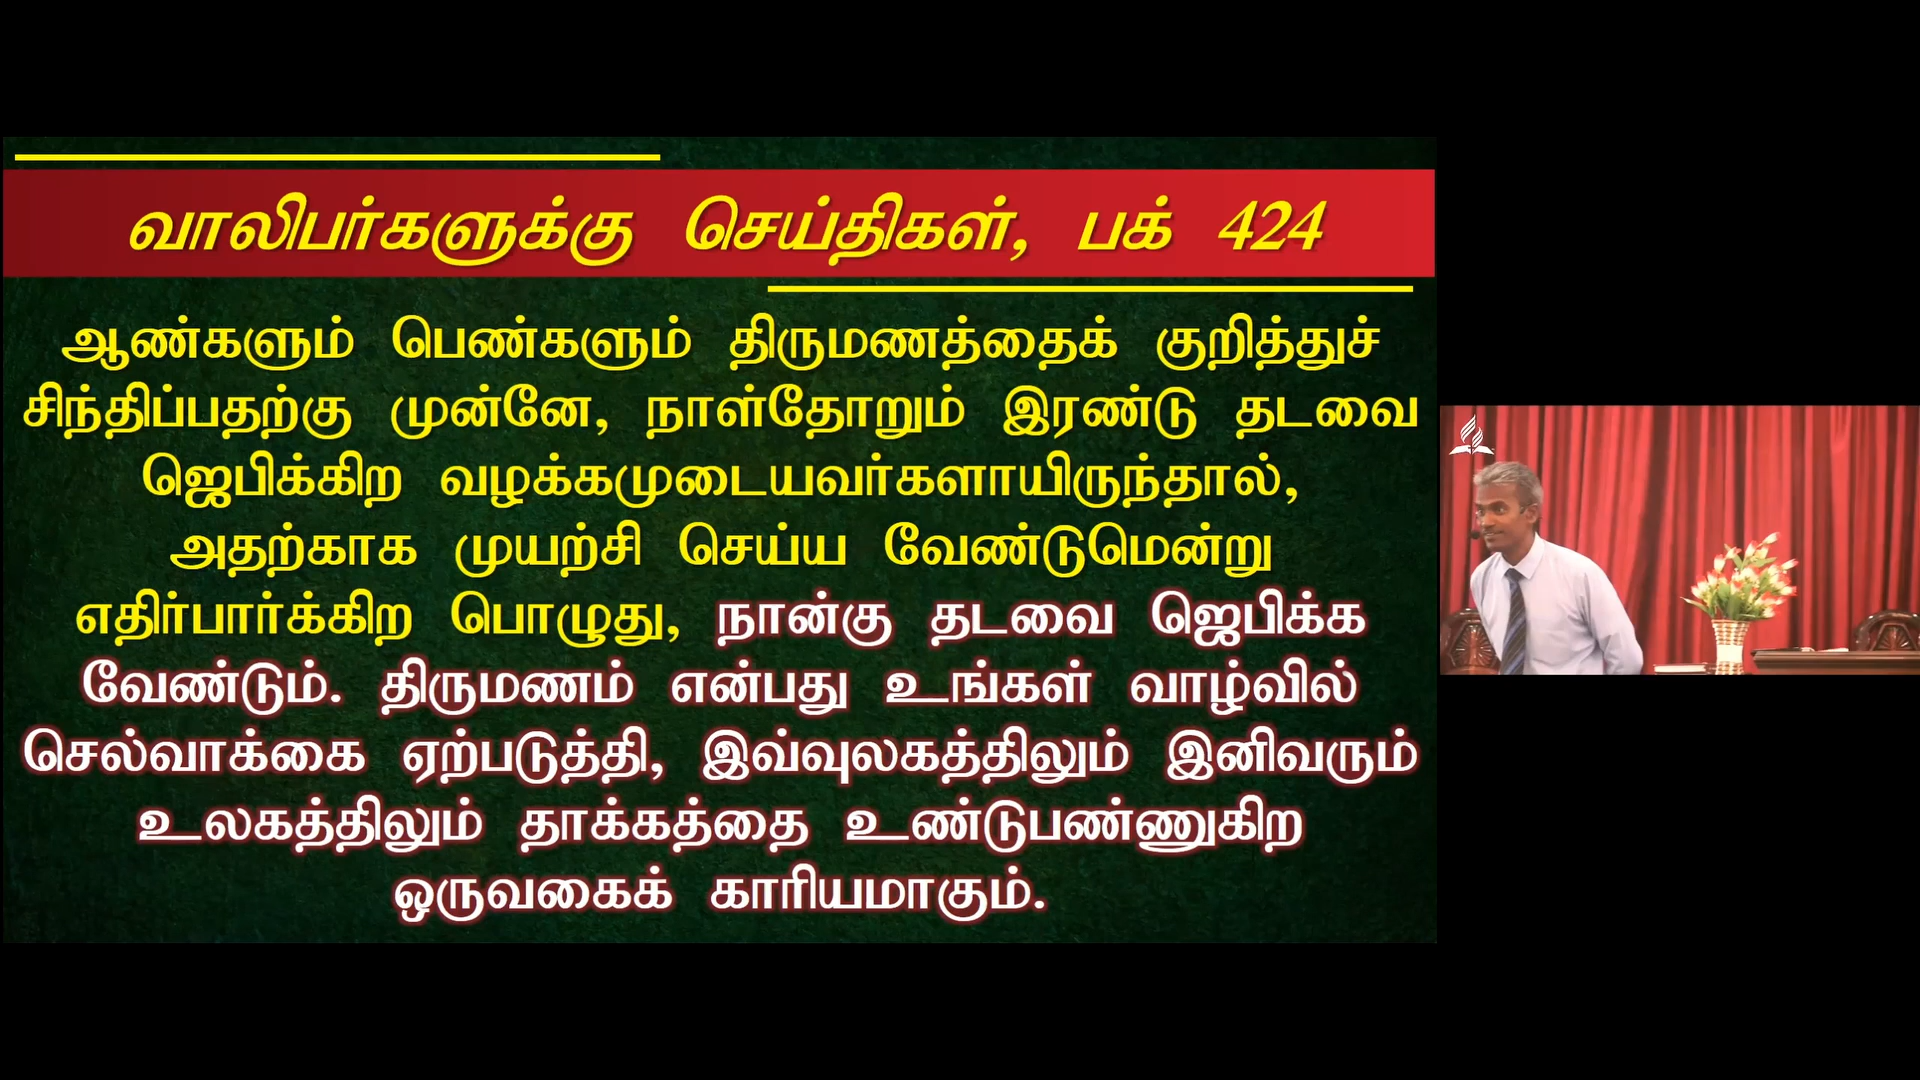 வாலிபர்களுக்கு செய்திகள், பக் 424
ஆண்களும் பெண்களும் திருமணத்தைக் குறித்துச்
சிந்திப்பதற்கு முன்னே, நாள்தோறும் இரண்டு தடவை
ஜெபிக்கிற வழக்கமுடையவர்களாயிருந்தால்,
அதற்காக முயற்சி செய்ய வேண்டுமென்று
எதிர்பார்க்கிற பொழுது, நான்கு தடவை ஜெபிக்க
வேண்டும். திருமணம் என்பது உங்கள் வாழ்வில்
செல்வாக்கை ஏற்படுத்தி, இவ்வுலகத்திலும் இனிவரும்
உலகத்திலும் தாக்கத்தை உண்டுபண்ணுகிற
ஒருவகைக் காரியமாகும்.